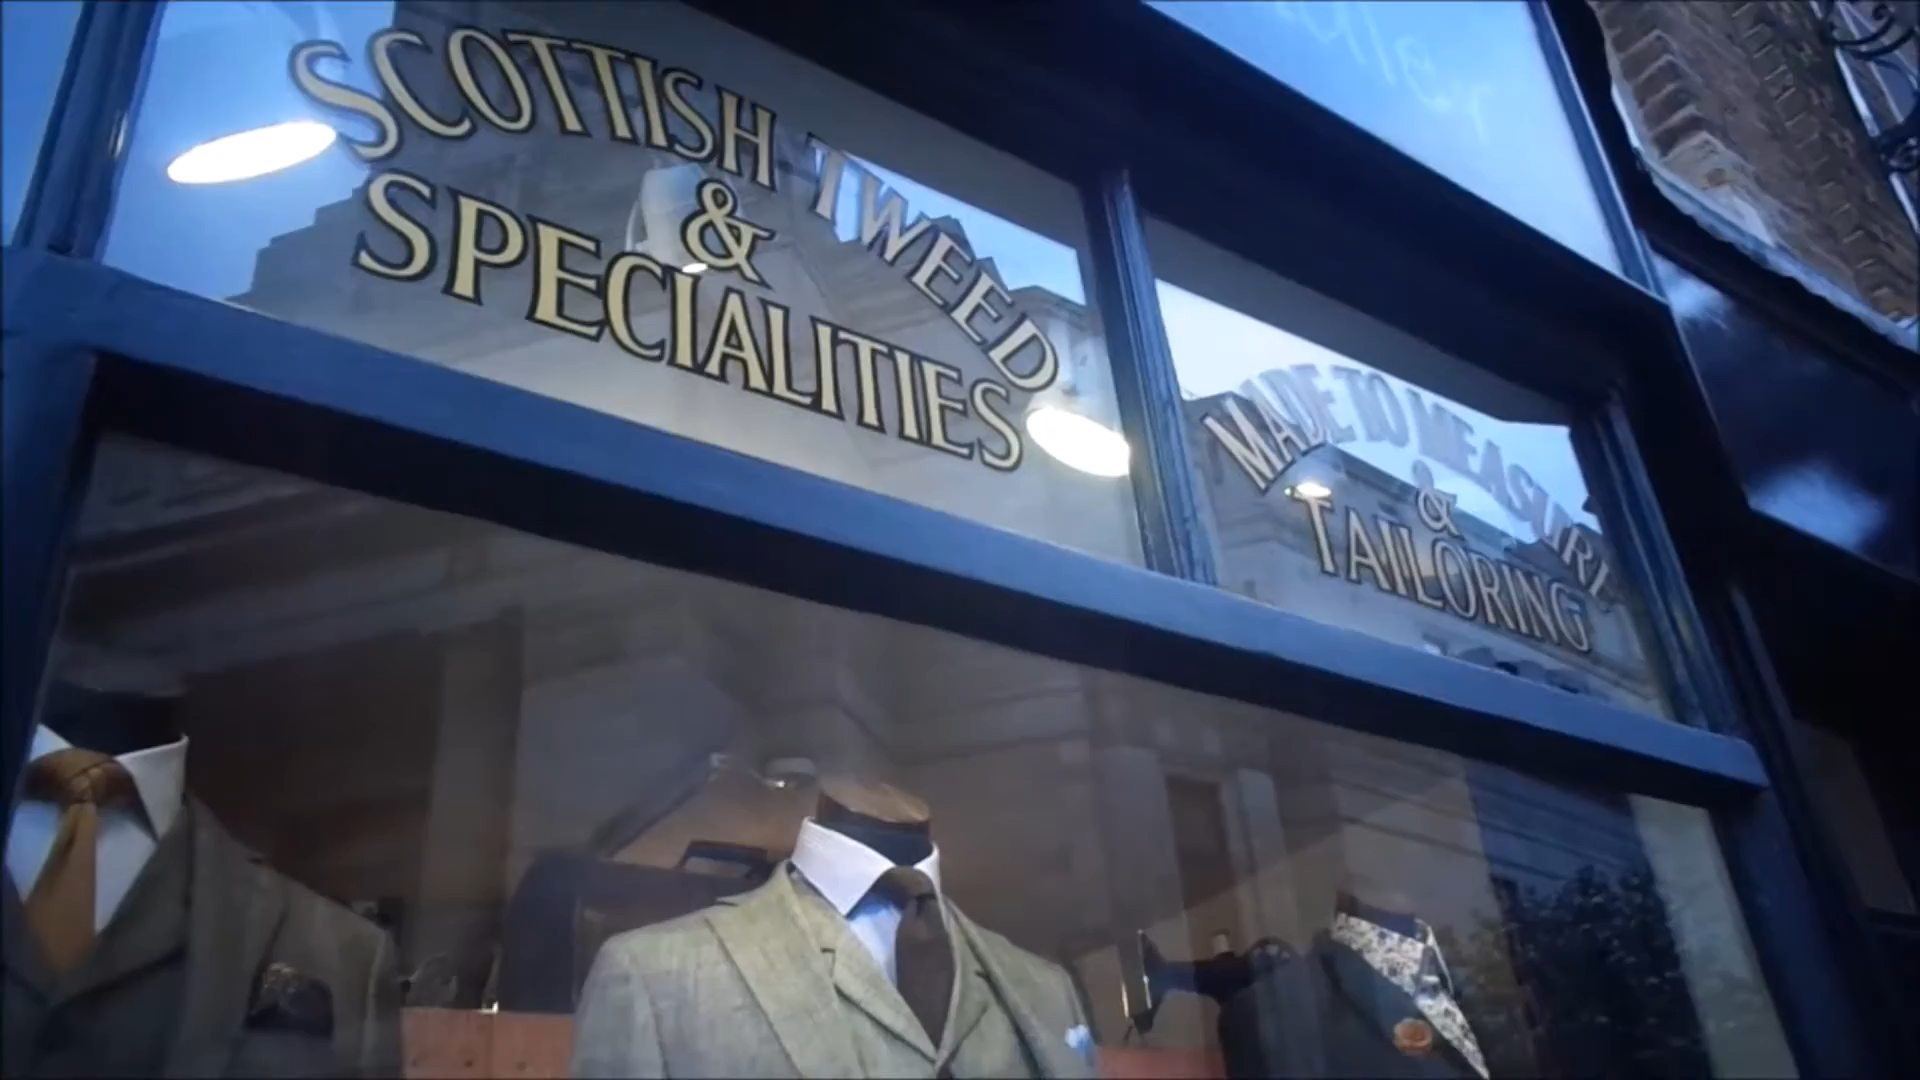 SCOTTISH TWEED
&
SPECIALITIES
MADE TO MEASURE
&
TAILORING